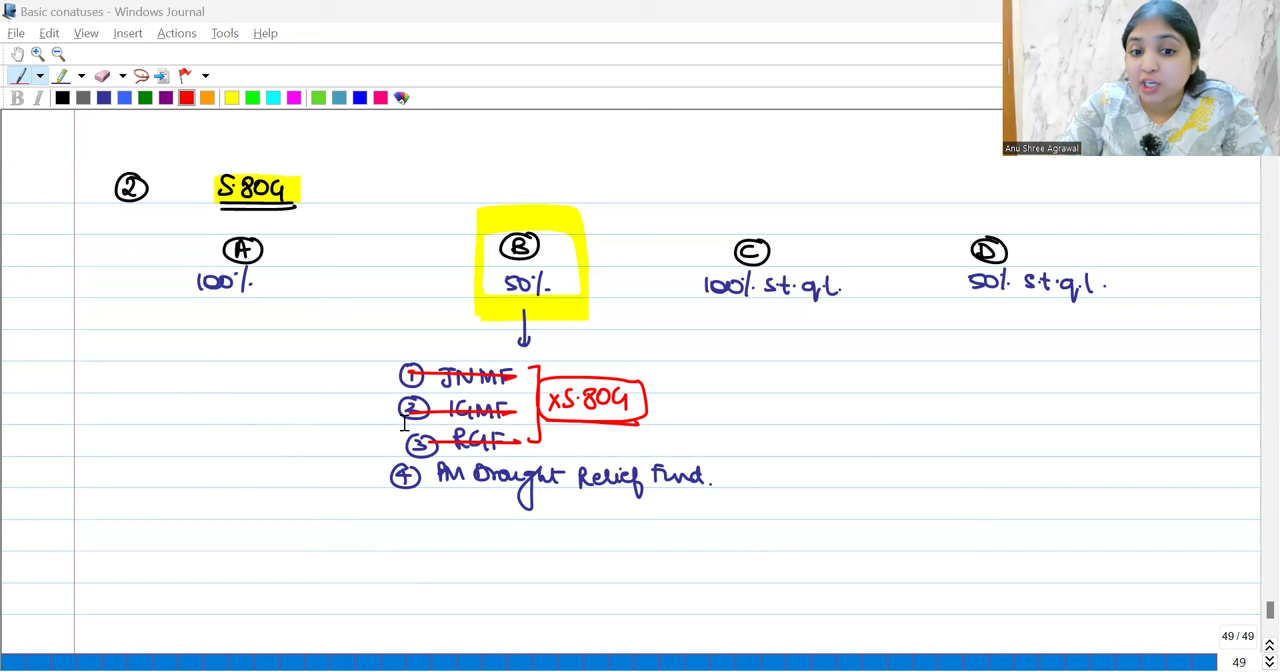 Basic conatuses - Windows Journal
File Edit View Insert Actions Tools Help
B I
Anu Shree Agrawal
② S.80G
A B C D
100% 50% 100% s.t.q.l. 50% s.t.q.l.
① JNMF
② IGMF
③ RGF
xS.80G
④ PM Drought Relief Fund.
49 / 49
49